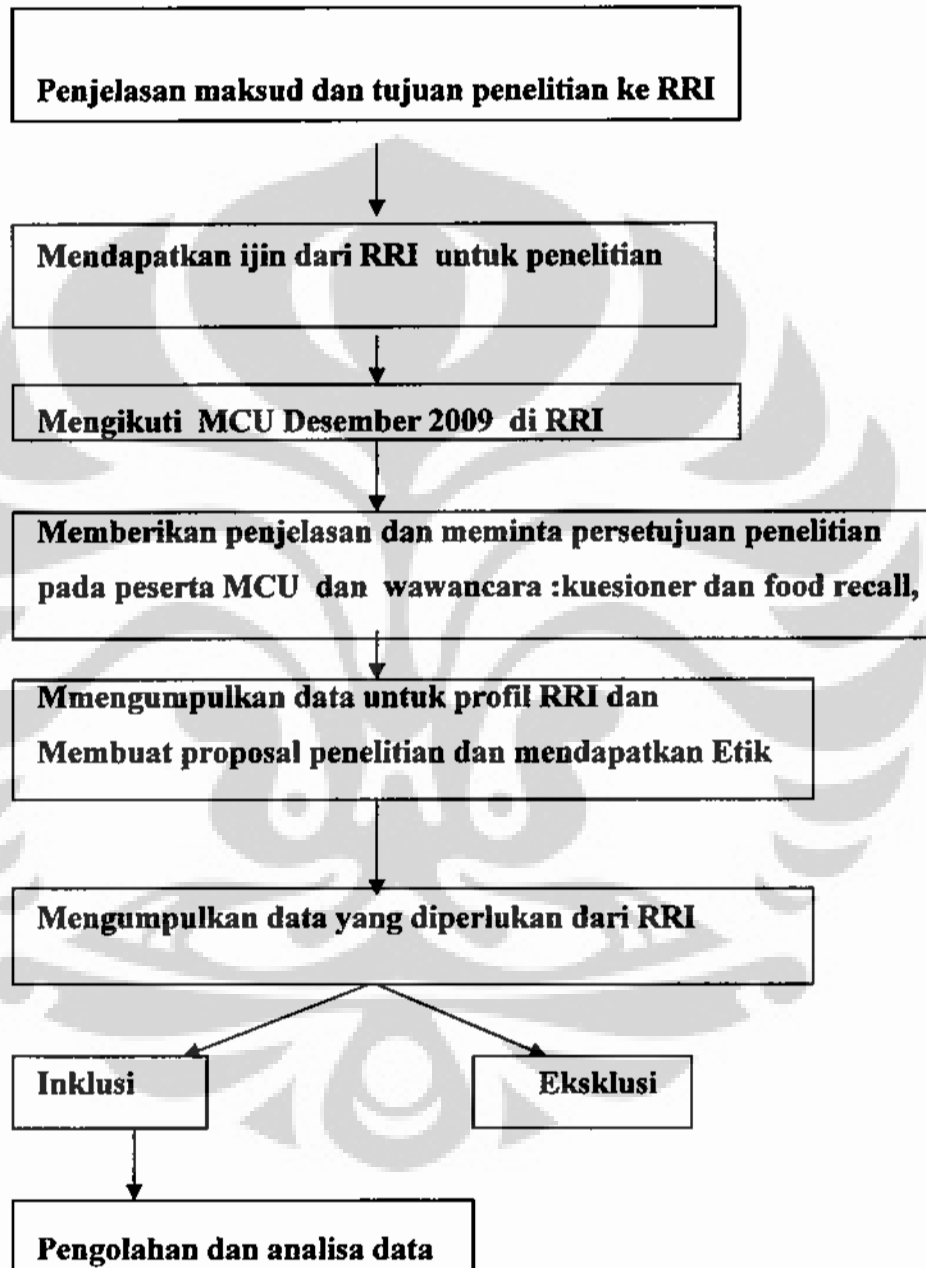 Penjelasan maksud dan tujuan penelitian ke RRI
Mendapatkan ijin dari RRI untuk penelitian
Mengikuti MCU Desember 2009 di RRI
Memberikan penjelasan dan meminta persetujuan penelitian
pada peserta MCU dan wawancara :kuesioner dan food recall,
Mmengumpulkan data untuk profil RRI dan
Membuat proposal penelitian dan mendapatkan Etik
Mengumpulkan data yang diperlukan dari RRI
Inklusi
Eksklusi
Pengolahan dan analisa data